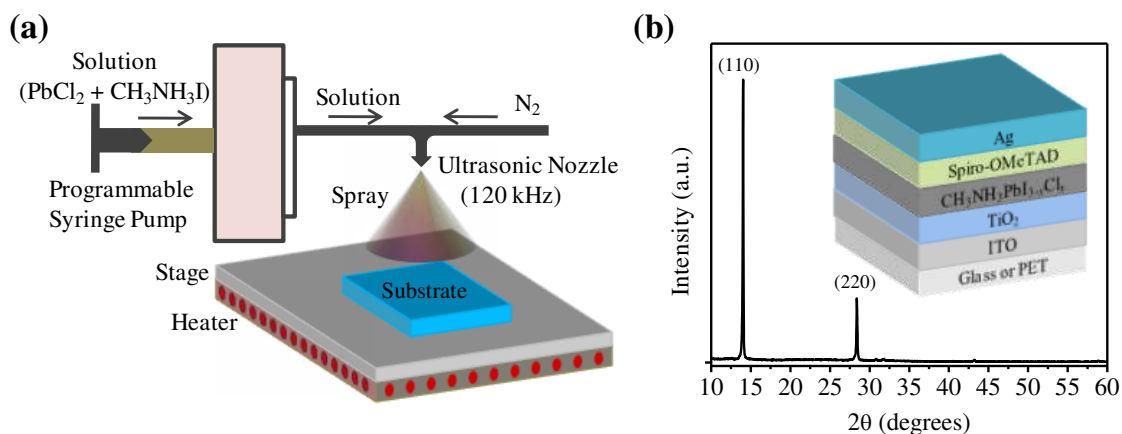 (a)
Solution
(PbCl₂ + CH₃NH₃I)
Solution
N₂
Programmable
Syringe Pump
Spray
Ultrasonic Nozzle
(120 kHz)
Stage
Heater
Substrate
(b)
Intensity (a.u.)
(110)
(220)
Ag
Spiro-OMeTAD
CH₃NH₃PbI₃₋ₓClₓ
TiO₂
ITO
Glass or PET
10 15 20 25 30 35 40 45 50 55 60
2θ (degrees)